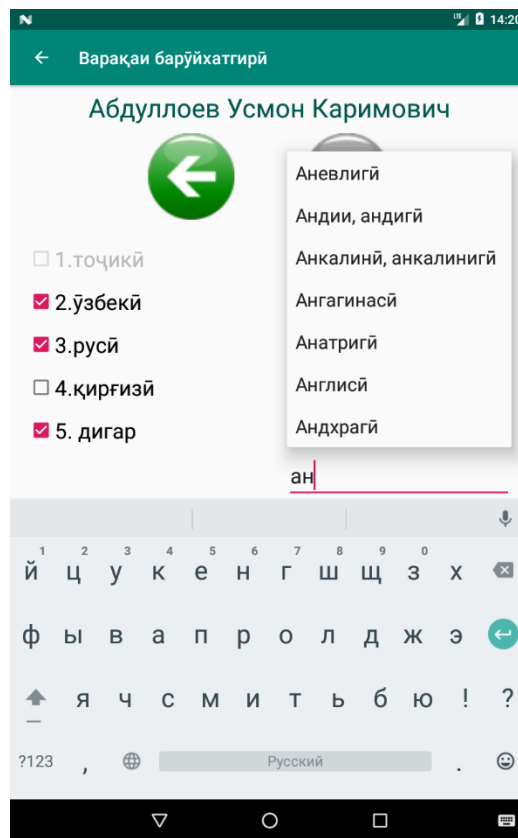 LTE 14:20
Варақаи барӯйхатгирӣ
Абдуллоев Усмон Каримович
1.тоҷикӣ
2.ӯзбекӣ
3.русӣ
4.қирғизӣ
5. дигар
Аневлигӣ
Андии, андигӣ
Анкалинӣ, анкалинигӣ
Ангагинасӣ
Анатригӣ
Англисӣ
Андхрагӣ
ан
1 2 3 4 5 6 7 8 9 0
й ц у к е н г ш щ з х
ф ы в а п р о л д ж э
я ч с м и т ь б ю ! ?
?123 , Русский .